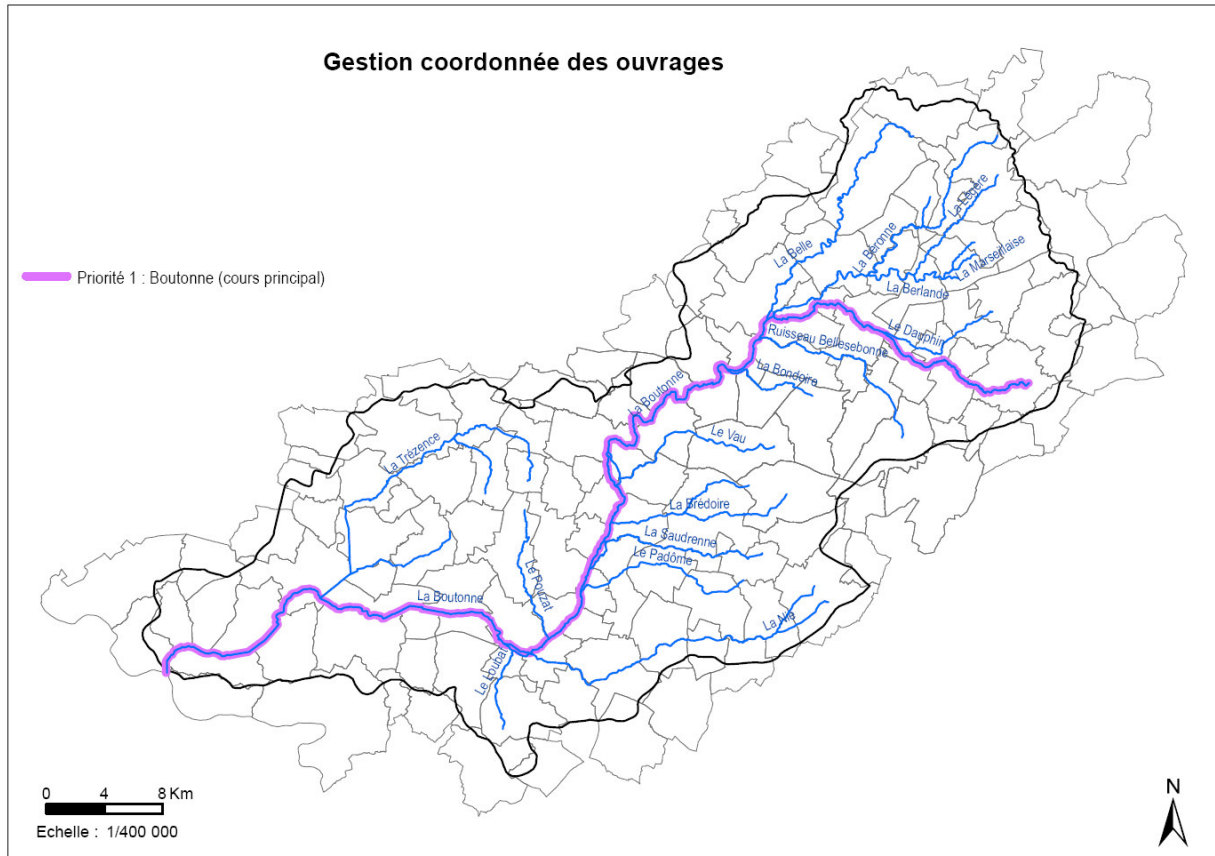 Gestion coordonnée des ouvrages
Priorité 1 : Boutonne (cours principal)
La Légère
La Belle
La Béronne
La Marseillaise
La Berlande
Le Dauphin
Ruisseau Bellesebonne
La Bondoire
La Boutonne
Le Vau
La Trézence
La Brédoire
La Saudrenne
Le Padôme
Le Pouzat
La Boutonne
La Nie
Le Loubat
0 4 8 Km
Echelle : 1/400 000
N